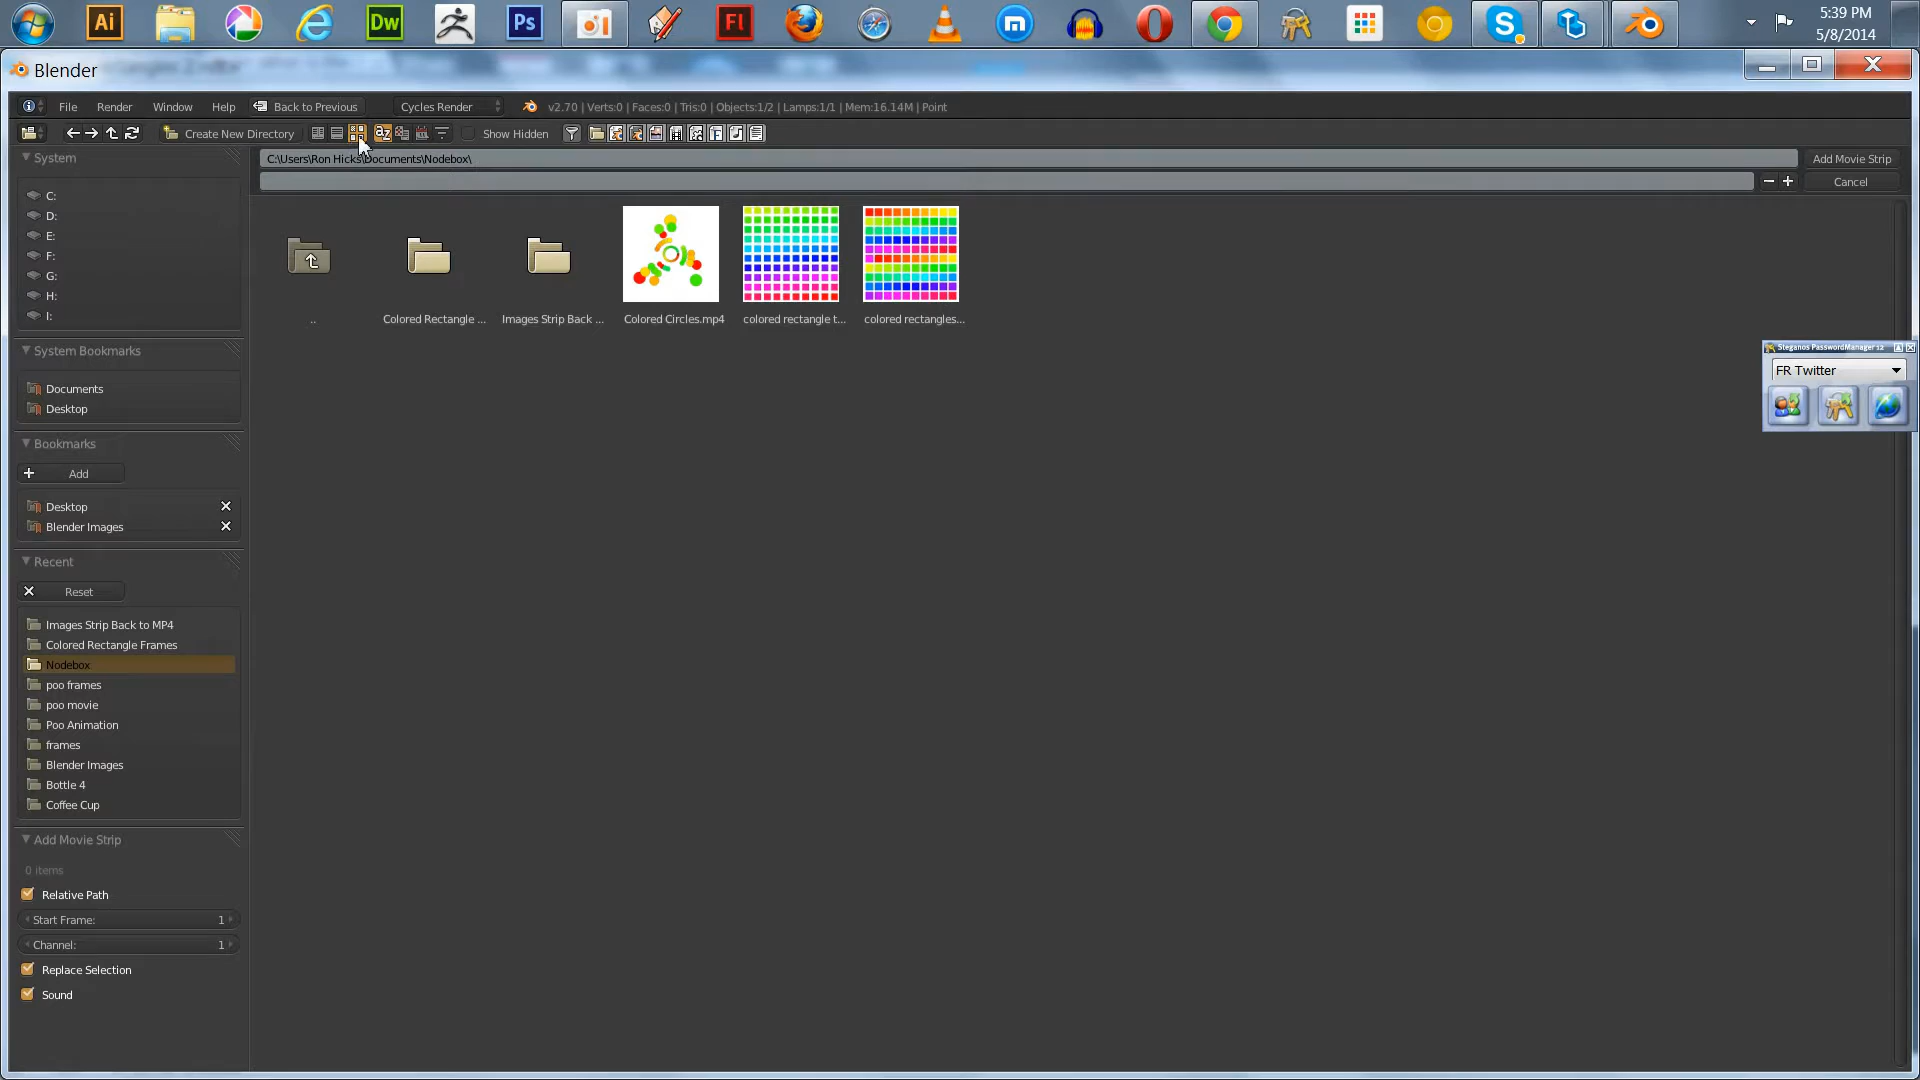 Ai
Dw
Ps
Fl
5:39 PM
5/8/2014
Blender
File
Render
Window
Help
Back to Previous
Cycles Render
v2.70 | Verts:0 | Faces:0 | Tris:0 | Objects:1/2 | Lamps:1/1 | Mem:16.14M | Point
Create New Directory
Show Hidden
System
C:\Users\Ron Hicks\Documents\Nodebox\
Add Movie Strip
Cancel
C:
D:
E:
F:
G:
H:
I:
..
Colored Rectangle ...
Images Strip Back ...
Colored Circles.mp4
colored rectangle t...
colored rectangles...
Steganos PasswordManager 12
FR Twitter
System Bookmarks
Documents
Desktop
Bookmarks
Add
Desktop
Blender Images
Recent
Reset
Images Strip Back to MP4
Colored Rectangle Frames
Nodebox
poo frames
poo movie
Poo Animation
frames
Blender Images
Bottle 4
Coffee Cup
Add Movie Strip
0 items
Relative Path
Start Frame: 1
Channel: 1
Replace Selection
Sound